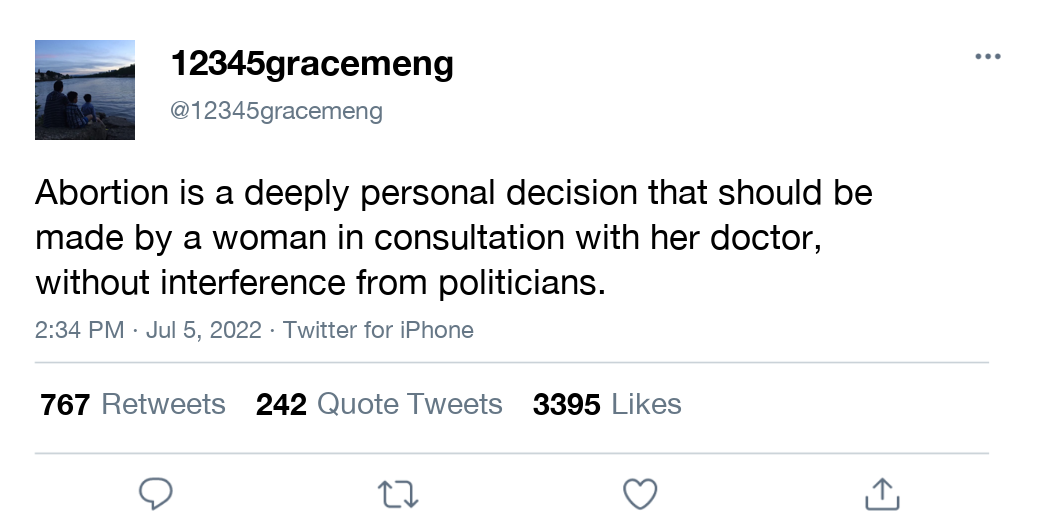 12345gracemeng
@12345gracemeng
Abortion is a deeply personal decision that should be
made by a woman in consultation with her doctor,
without interference from politicians.
2:34 PM · Jul 5, 2022 · Twitter for iPhone
767 Retweets 242 Quote Tweets 3395 Likes